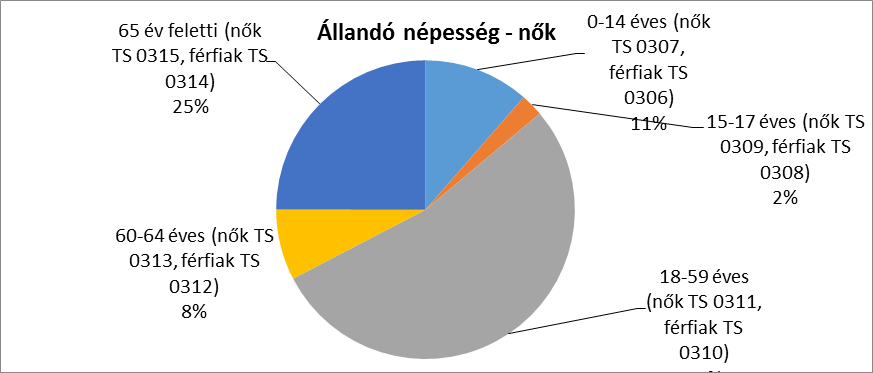 Állandó népesség - nők
0-14 éves (nők
TS 0307,
férfiak TS
0306)
11%
15-17 éves (nők TS
0309, férfiak TS
0308)
2%
18-59 éves
(nők TS 0311,
férfiak TS
0310)
60-64 éves (nők TS
0313, férfiak TS
0312)
8%
65 év feletti (nők
TS 0315, férfiak TS
0314)
25%